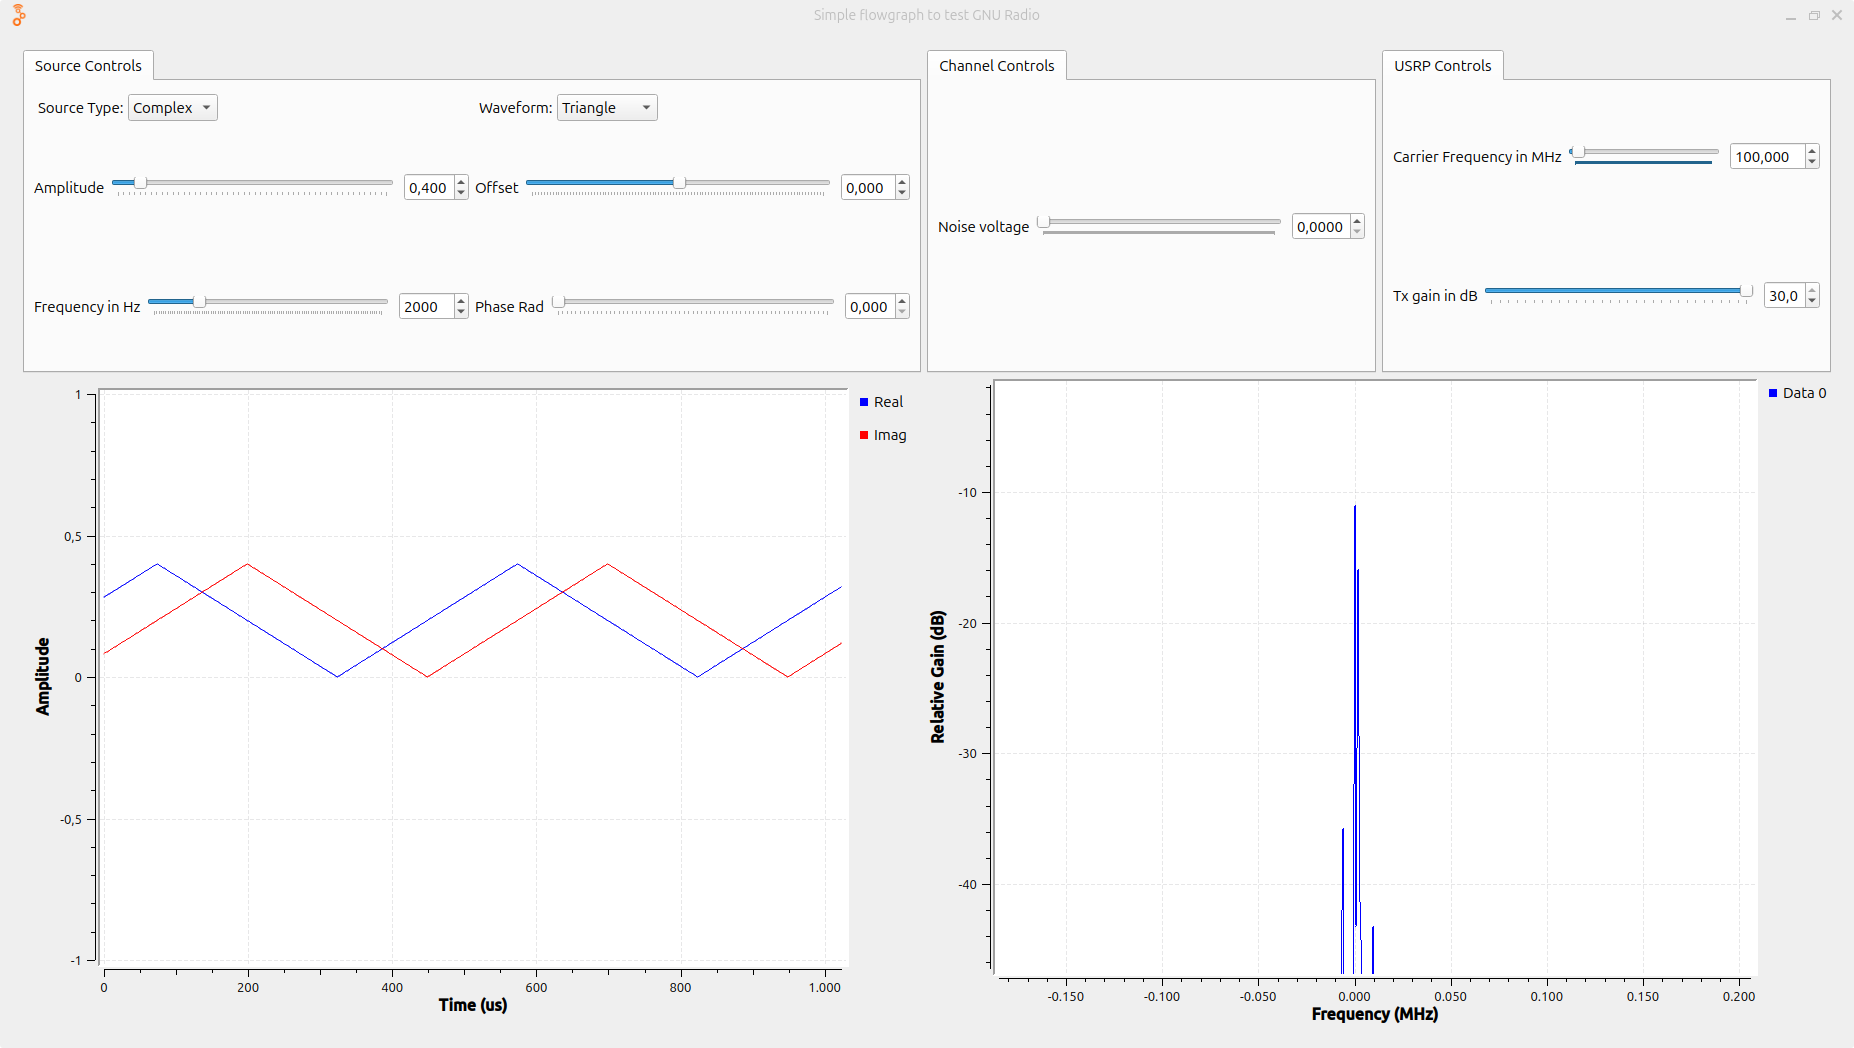 Simple flowgraph to test GNU Radio
Source Controls
Source Type: Complex
Waveform: Triangle
Amplitude 0,400
Offset 0,000
Frequency in Hz 2000
Phase Rad 0,000
Channel Controls
Noise voltage 0,0000
USRP Controls
Carrier Frequency in MHz 100,000
Tx gain in dB 30,0
1
0,5
0
-0,5
-1
Amplitude
0 200 400 600 800 1.000
Time (us)
Real
Imag
-10
-20
-30
-40
Relative Gain (dB)
-0.150 -0.100 -0.050 0.000 0.050 0.100 0.150 0.200
Frequency (MHz)
Data 0